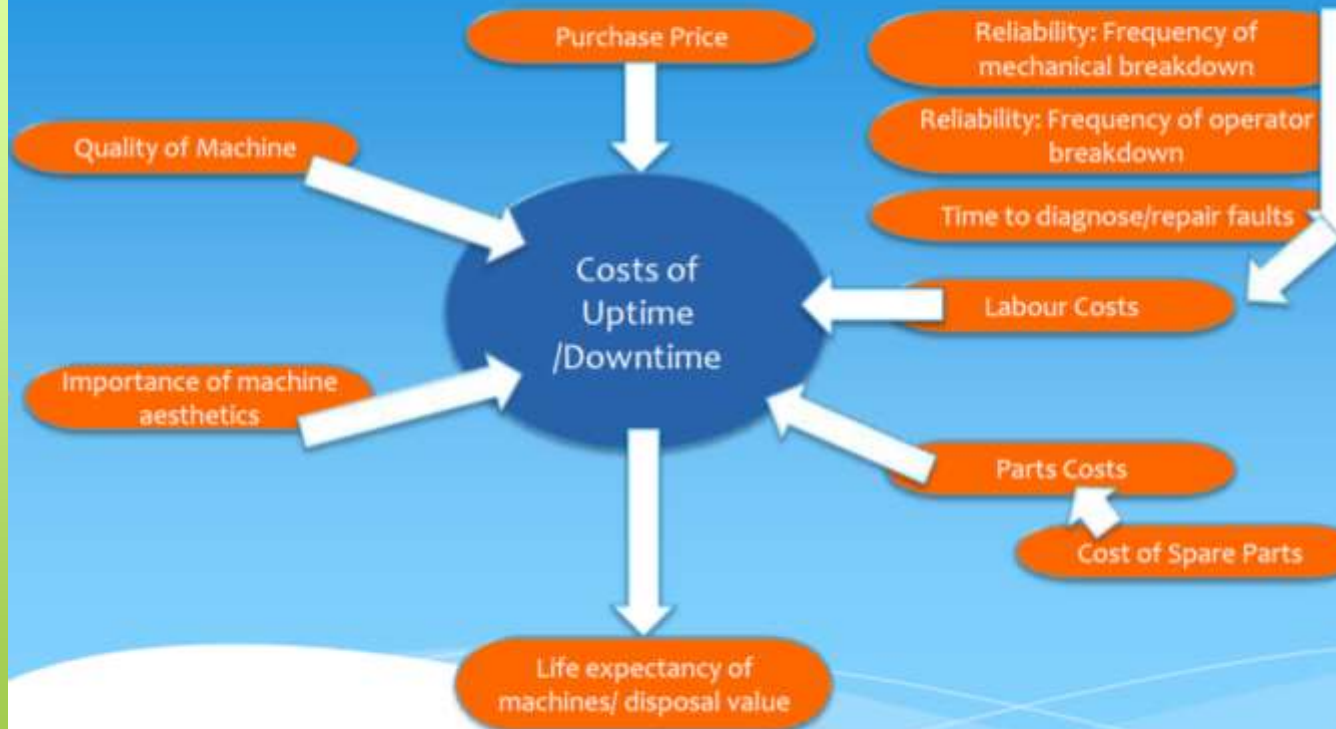 Purchase Price
Reliability: Frequency of
mechanical breakdown
Reliability: Frequency of operator
breakdown
Quality of Machine
Time to diagnose/repair faults
Costs of
Uptime
/Downtime
Labour Costs
Importance of machine
aesthetics
Parts Costs
Cost of Spare Parts
Life expectancy of
machines/ disposal value